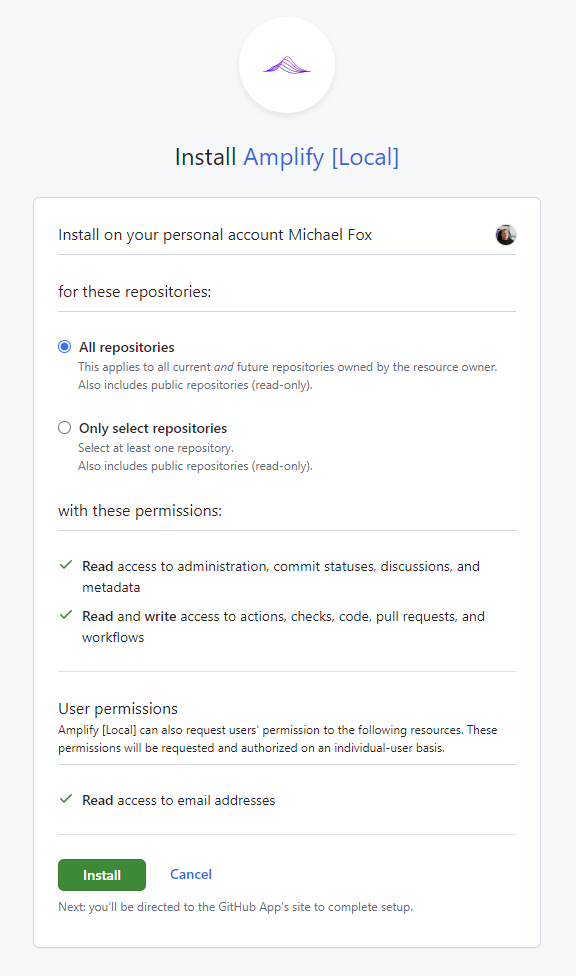 Install Amplify [Local]
Install on your personal account Michael Fox
for these repositories:
All repositories
This applies to all current and future repositories owned by the resource owner.
Also includes public repositories (read-only).
Only select repositories
Select at least one repository.
Also includes public repositories (read-only).
with these permissions:
Read access to administration, commit statuses, discussions, and
metadata
Read and write access to actions, checks, code, pull requests, and
workflows
User permissions
Amplify [Local] can also request users' permission to the following resources. These
permissions will be requested and authorized on an individual-user basis.
Read access to email addresses
Install Cancel
Next: you'll be directed to the GitHub App's site to complete setup.